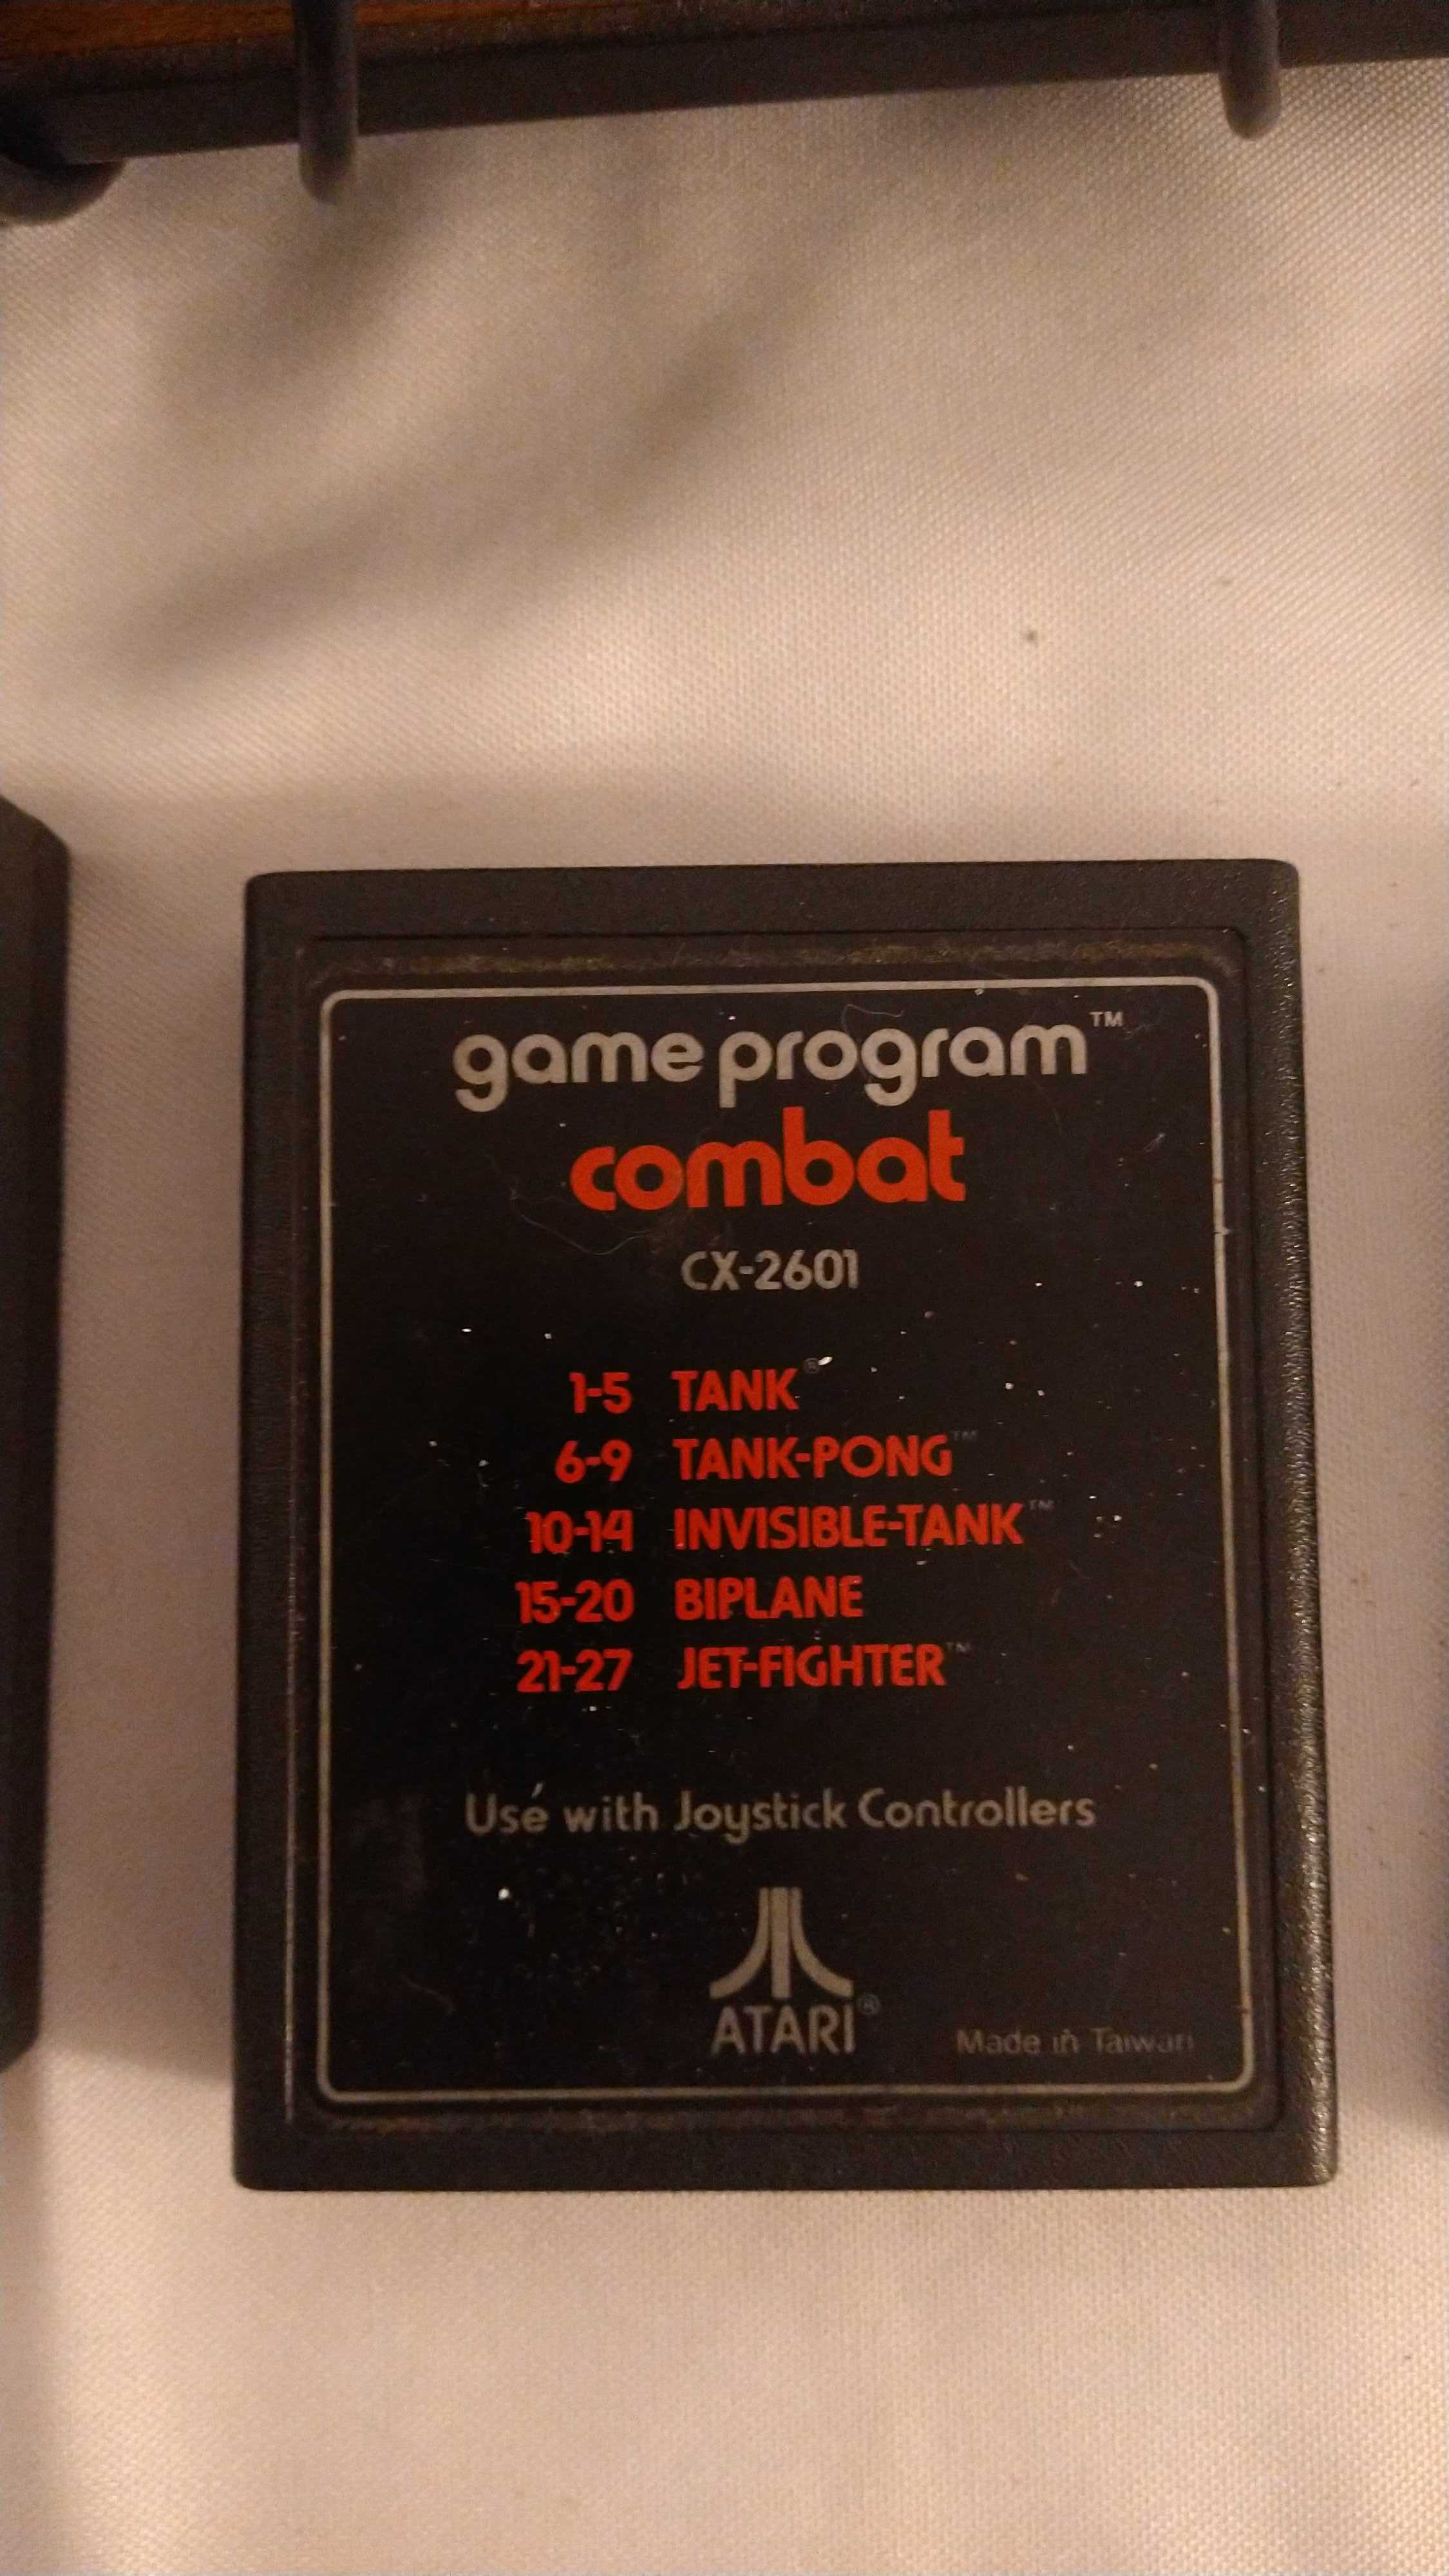 game program™
combat
CX-2601
1-5 TANK®
6-9 TANK-PONG™
10-14 INVISIBLE-TANK™
15-20 BIPLANE
21-27 JET-FIGHTER™
Use with Joystick Controllers
ATARI®
Made in Taiwan